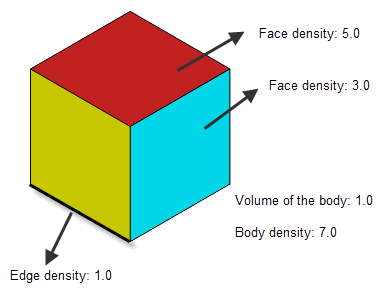 Face density: 5.0
Face density: 3.0
Volume of the body: 1.0
Body density: 7.0
Edge density: 1.0